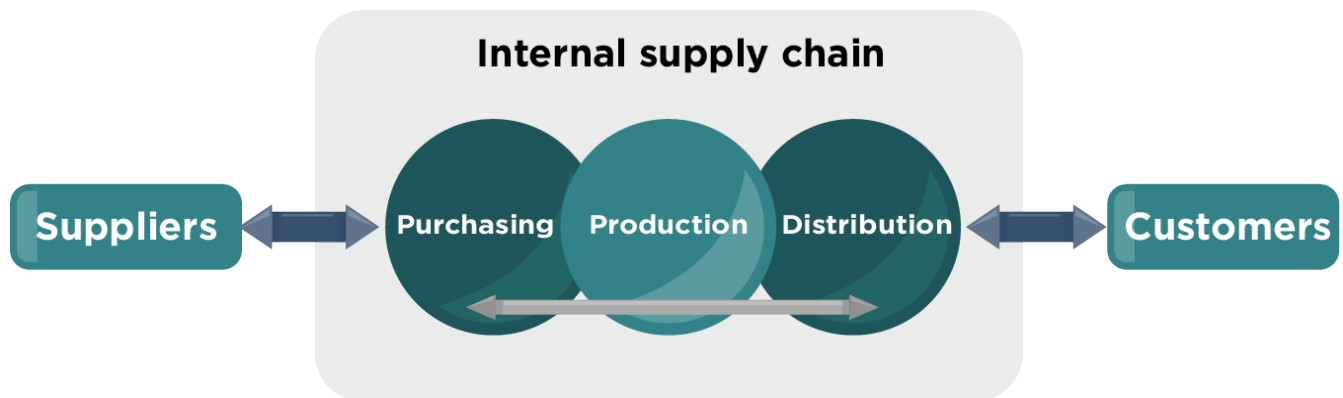 Internal supply chain
Suppliers
Purchasing
Production
Distribution
Customers